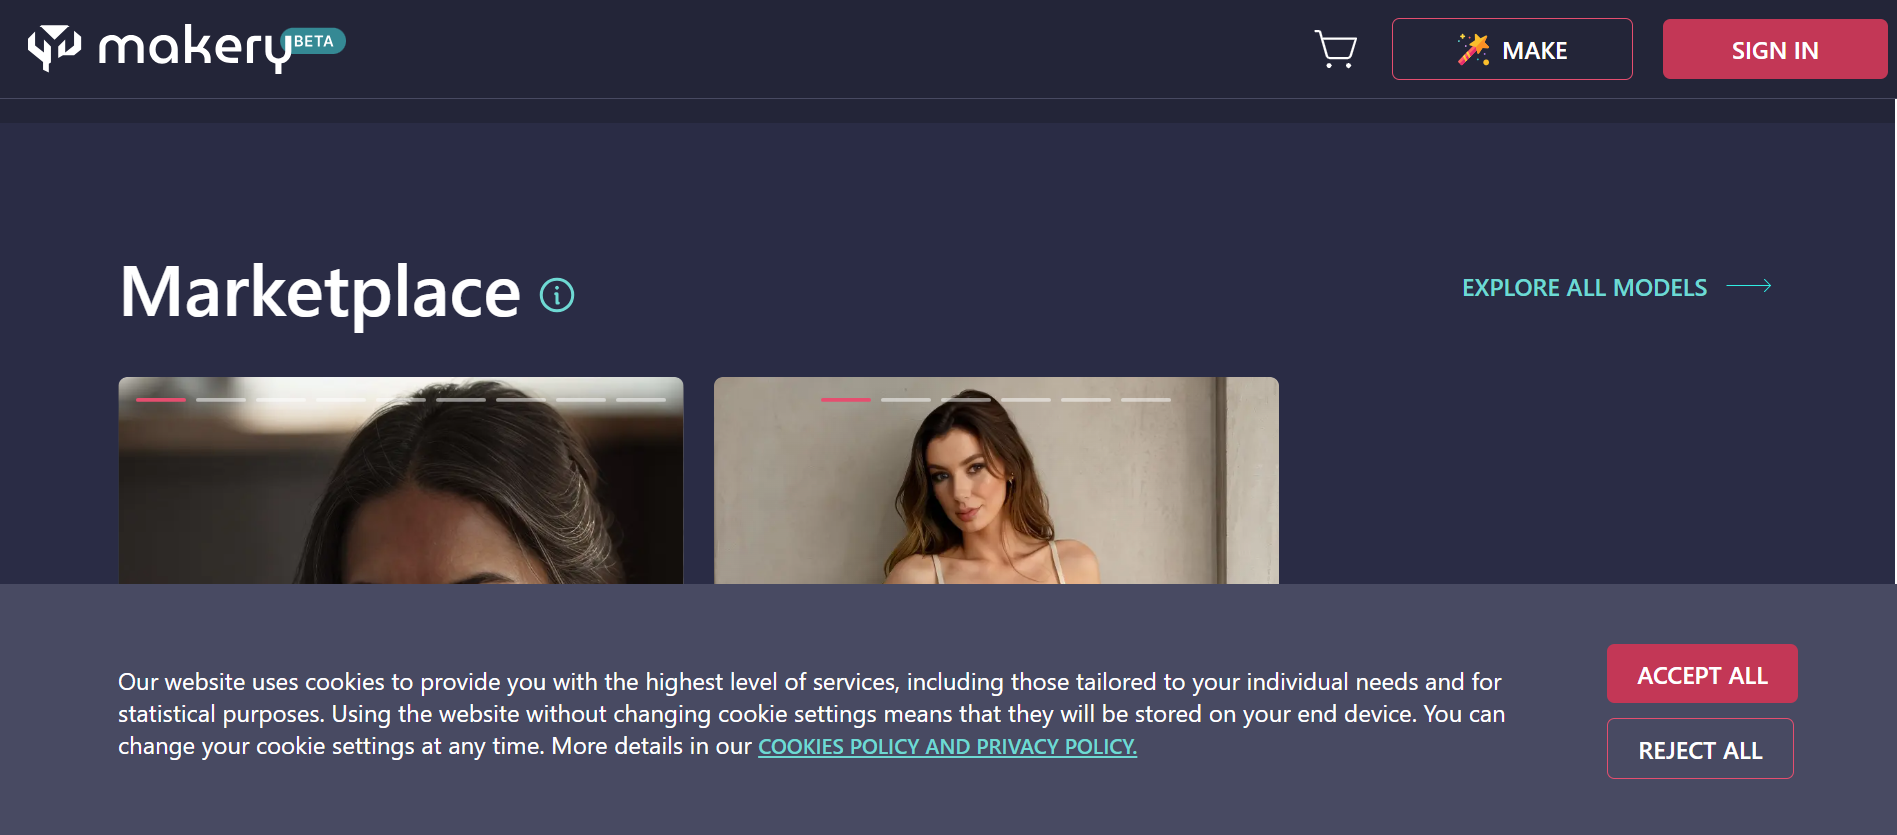 makery BETA
MAKE
SIGN IN
Marketplace
EXPLORE ALL MODELS
Our website uses cookies to provide you with the highest level of services, including those tailored to your individual needs and for
statistical purposes. Using the website without changing cookie settings means that they will be stored on your end device. You can
change your cookie settings at any time. More details in our COOKIES POLICY AND PRIVACY POLICY.
ACCEPT ALL
REJECT ALL